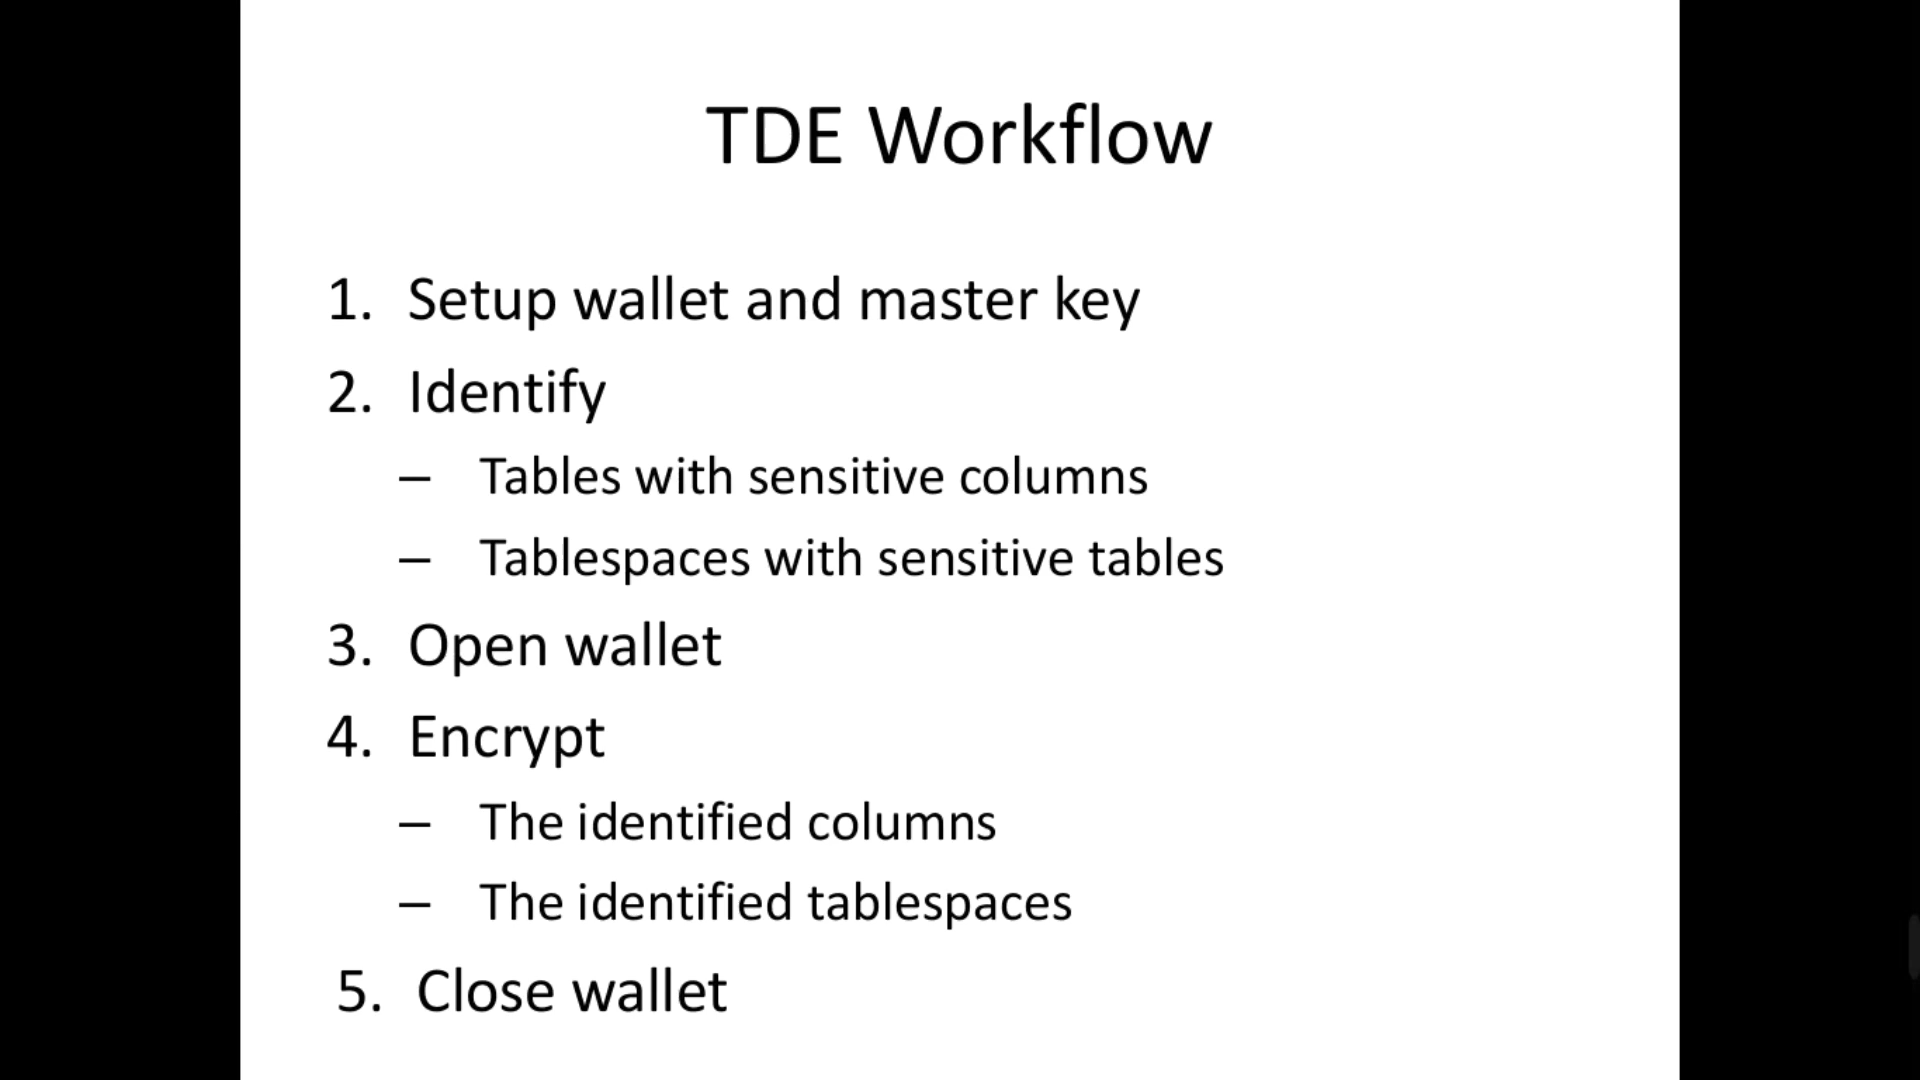 TDE Workflow
1. Setup wallet and master key
2. Identify
– Tables with sensitive columns
– Tablespaces with sensitive tables
3. Open wallet
4. Encrypt
– The identified columns
– The identified tablespaces
5. Close wallet